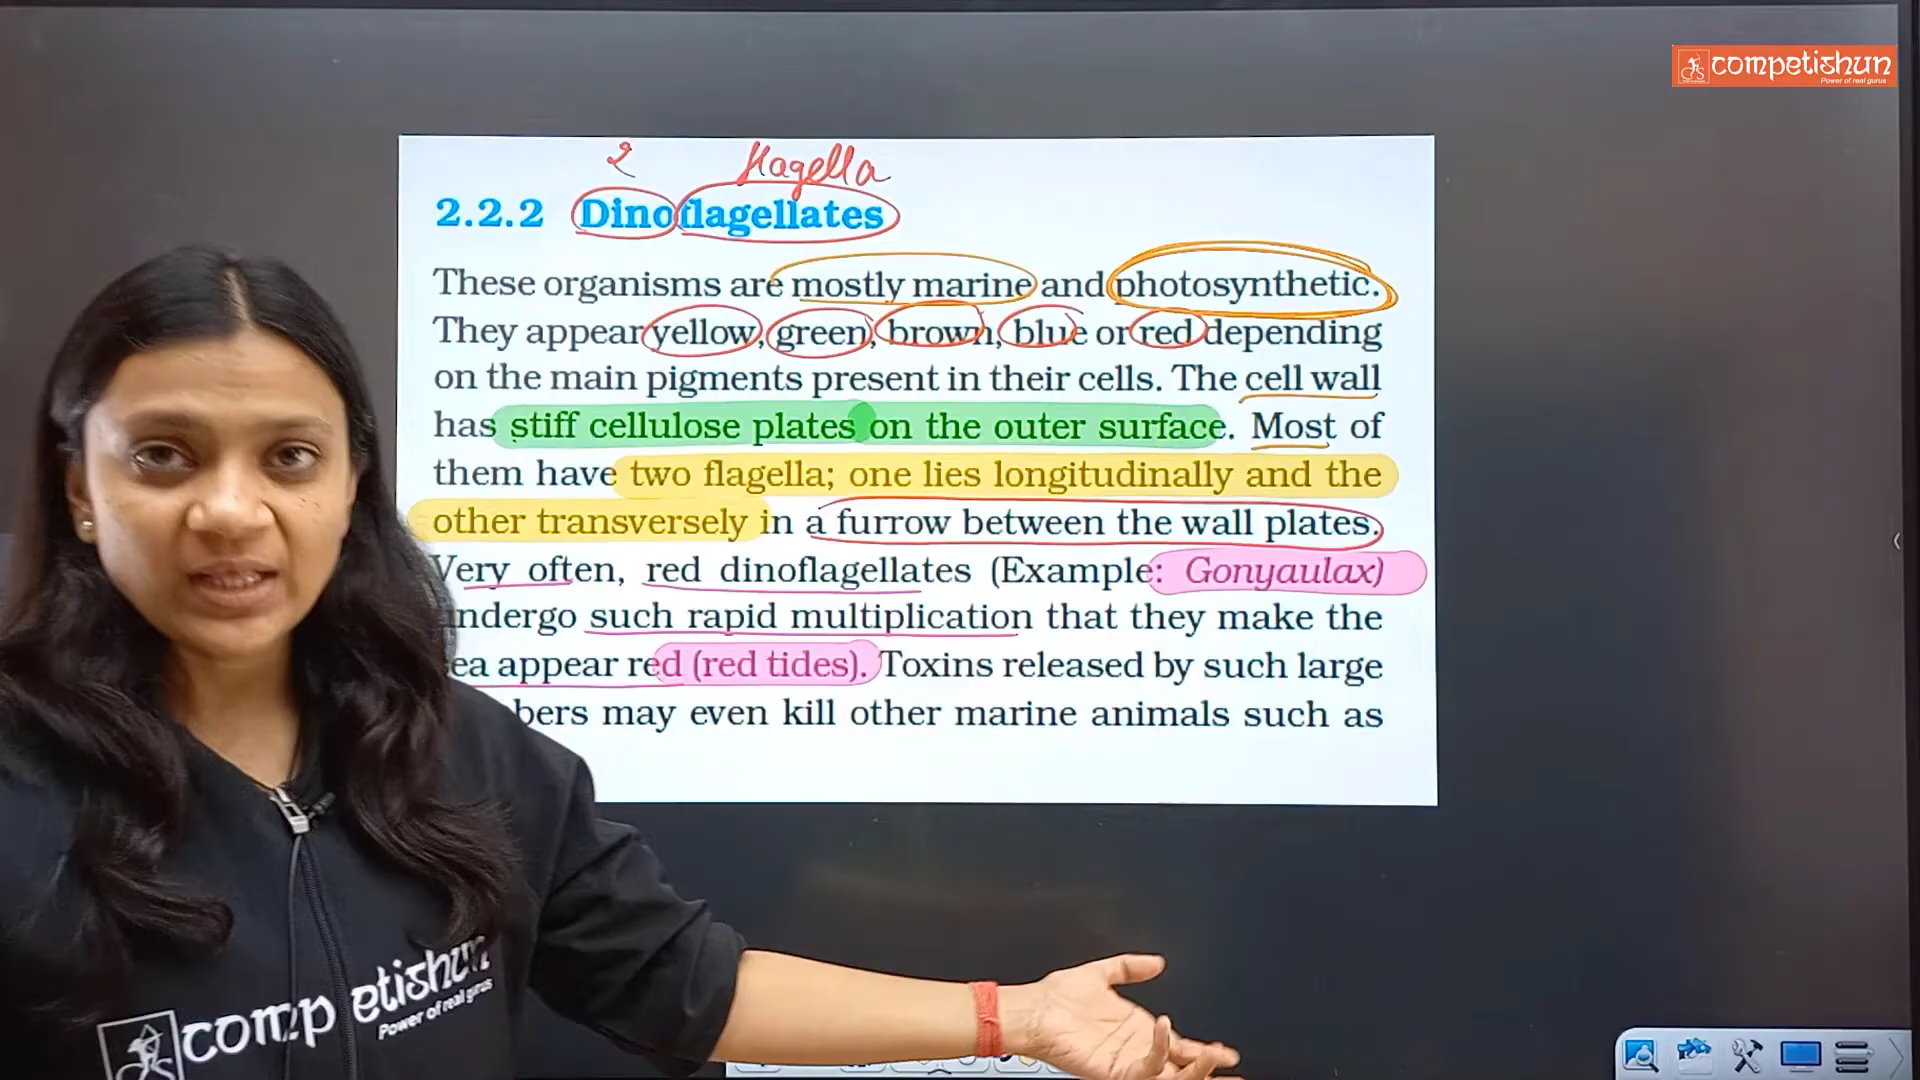 competishun
Power of real gurus
2 flagella
2.2.2 Dinoflagellates
These organisms are mostly marine and photosynthetic.
They appear yellow, green, brown, blue or red depending
on the main pigments present in their cells. The cell wall
has stiff cellulose plates on the outer surface. Most of
them have two flagella; one lies longitudinally and the
other transversely in a furrow between the wall plates.
Very often, red dinoflagellates (Example: Gonyaulax)
undergo such rapid multiplication that they make the
sea appear red (red tides). Toxins released by such large
bers may even kill other marine animals such as
competishun
Power of real gurus